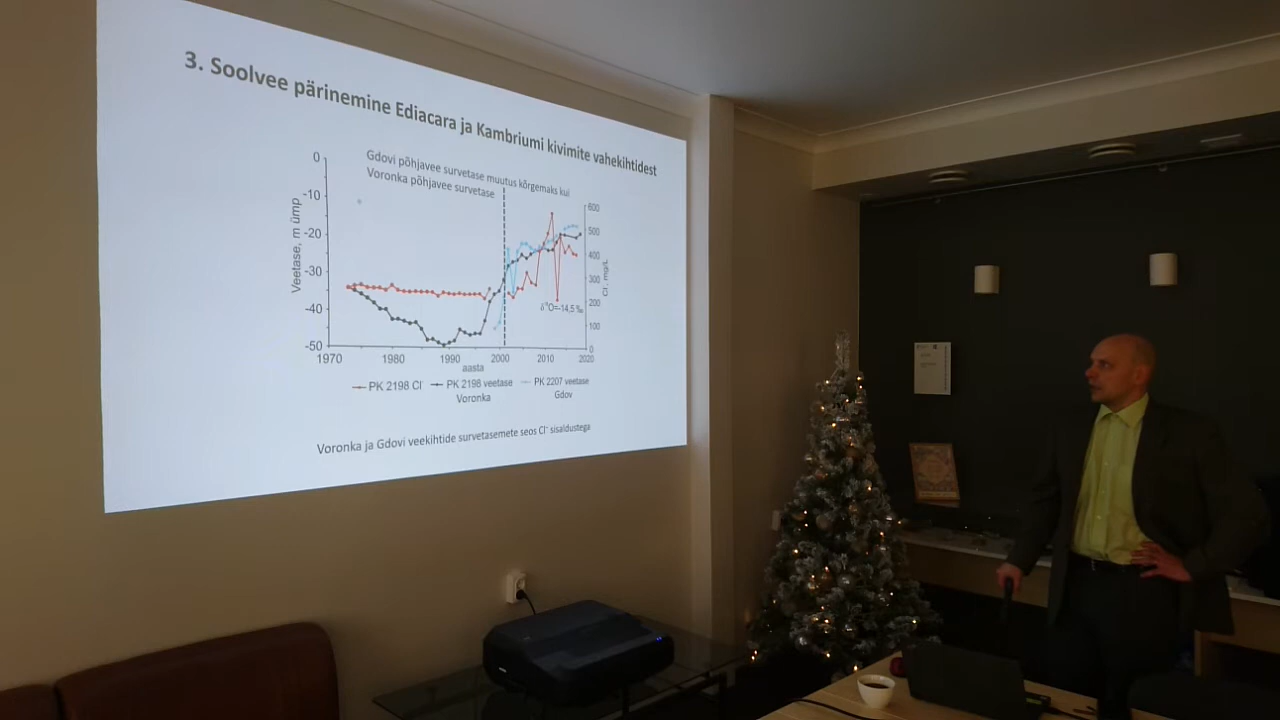 3. Soolvee pärinemine Ediacara ja Kambriumi kivimite vahekihtidest
Gdovi põhjavee survetase muutus kõrgemaks kui
Voronka põhjavee survetase
Veetase, m ümp
0
-10
-20
-30
-40
-50
600
500
400
300
200
100
0
Cl⁻, mg/L
δ¹⁸O=-14,5 ‰
1970 1980 1990 2000 2010 2020
aasta
PK 2198 Cl⁻ PK 2198 veetase PK 2207 veetase
Voronka Gdov
Voronka ja Gdovi veekihtide survetasemete seos Cl⁻ sisaldustega